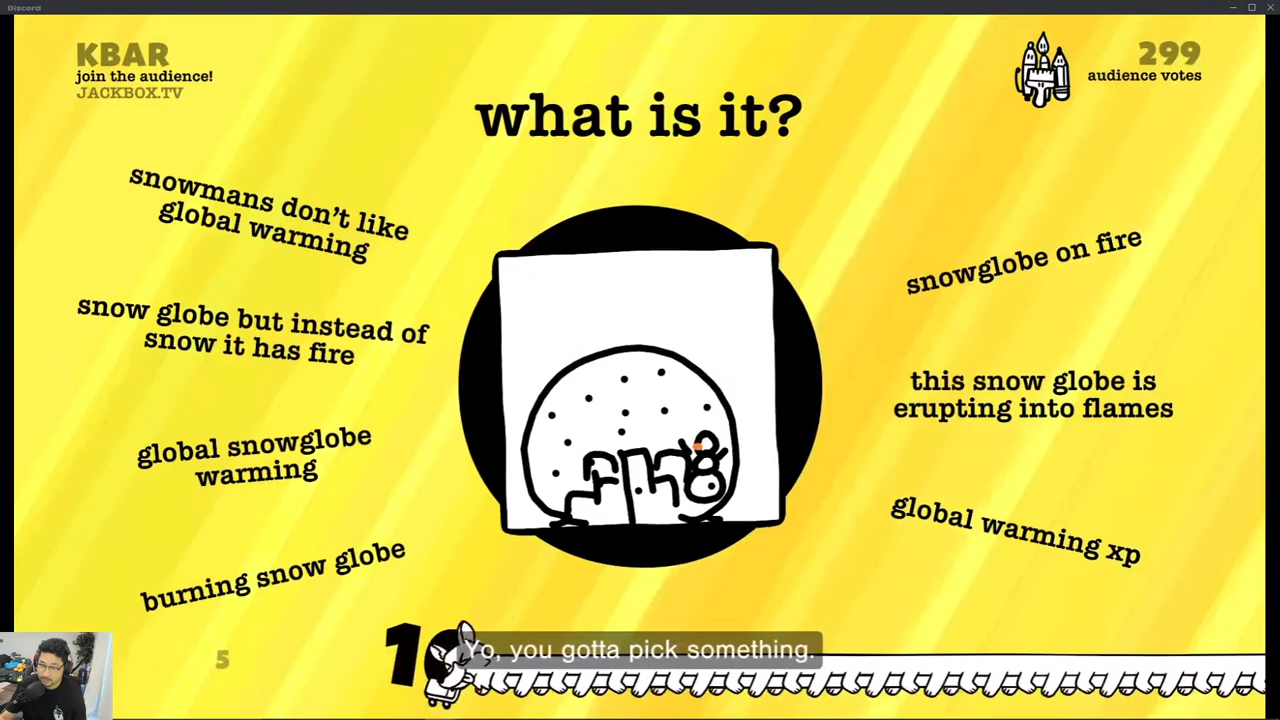 Discord
KBAR
join the audience!
JACKBOX.TV
299
audience votes
what is it?
snowmans don't like
global warming
snow globe but instead of
snow it has fire
global snowglobe
warming
burning snow globe
snowglobe on fire
this snow globe is
erupting into flames
global warming xp
5
Yo, you gotta pick something.